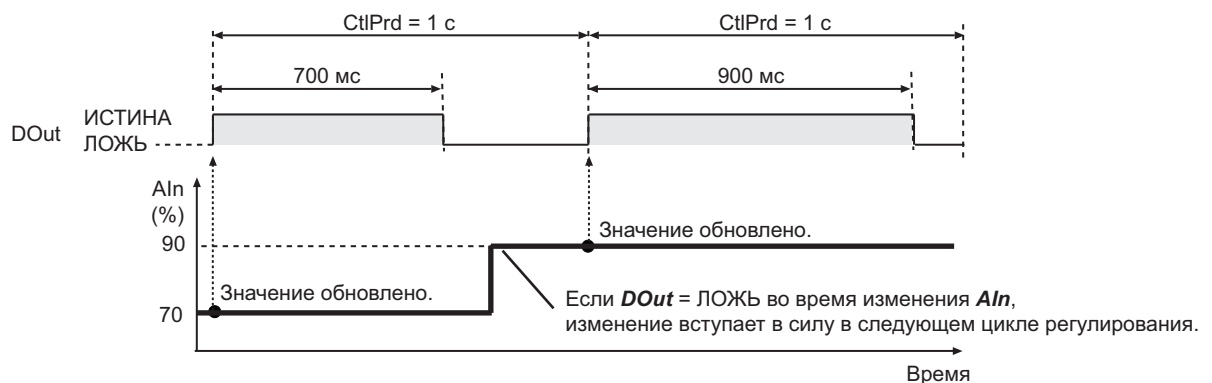 CtlPrd = 1 с
CtlPrd = 1 с
700 мс
900 мс
DOut
ИСТИНА
ЛОЖЬ
AIn
(%)
90
70
Значение обновлено.
Значение обновлено.
Если DOut = ЛОЖЬ во время изменения AIn,
изменение вступает в силу в следующем цикле регулирования.
Время